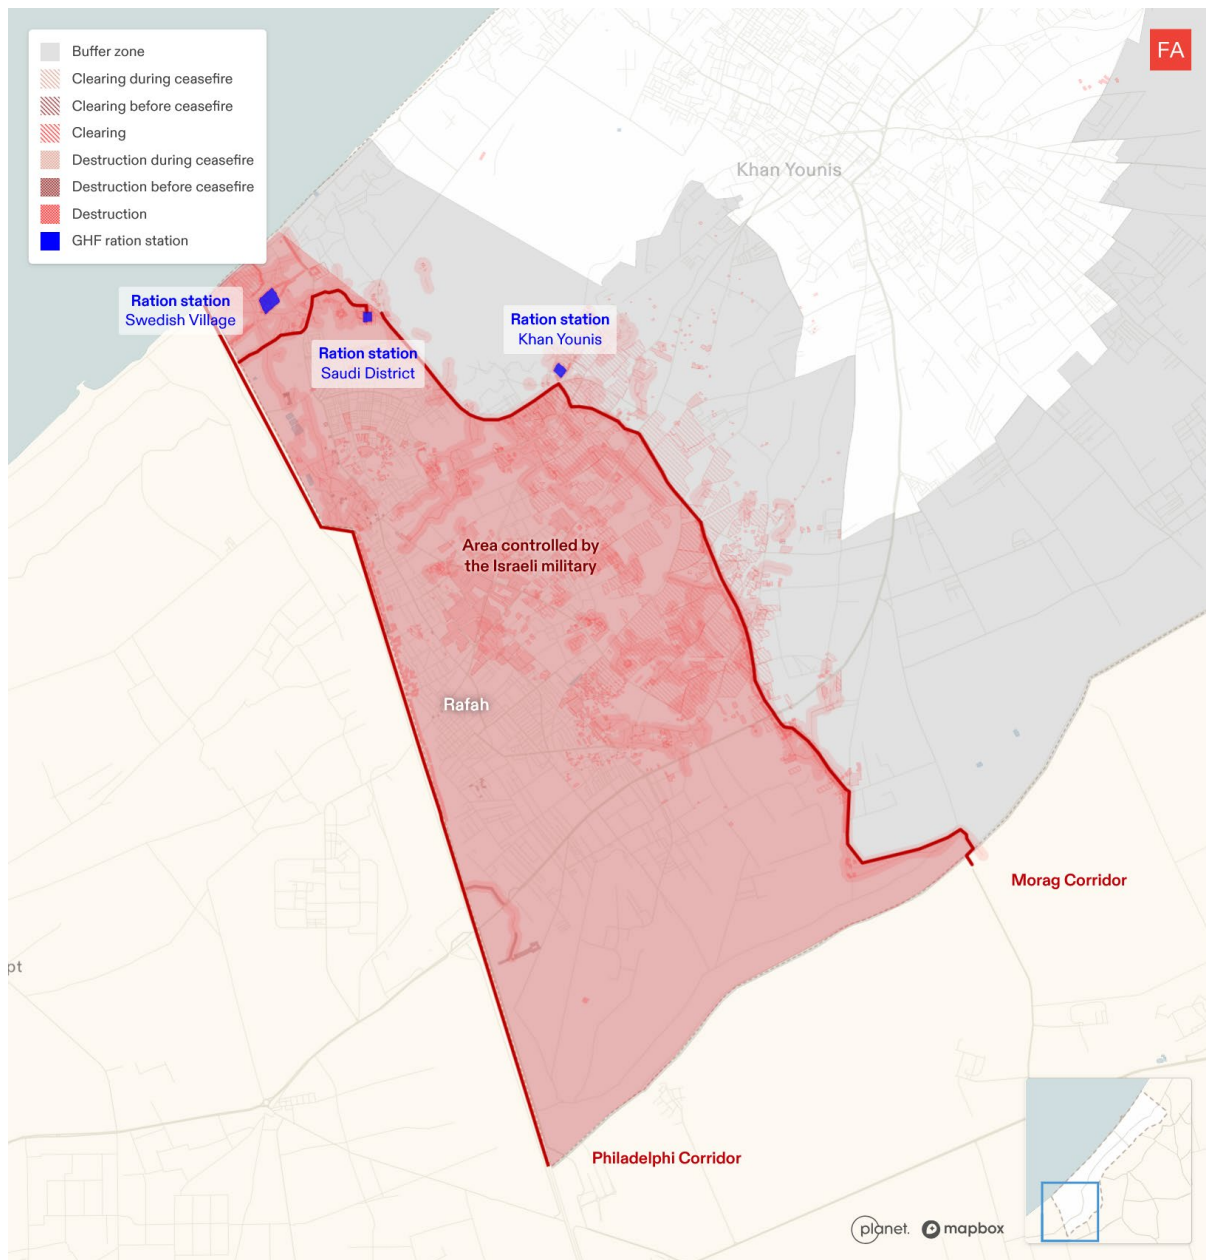 Buffer zone
Clearing during ceasefire
Clearing before ceasefire
Clearing
Destruction during ceasefire
Destruction before ceasefire
Destruction
GHF ration station
FA
Khan Younis
Ration station
Swedish Village
Ration station
Khan Younis
Ration station
Saudi District
Area controlled by
the Israeli military
Rafah
Morag Corridor
pt
Philadelphi Corridor
planet. mapbox